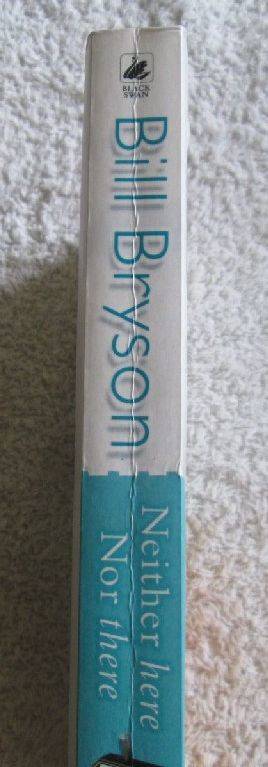 BLACK
SWAN
Bill Bryson
Neither here
Nor there